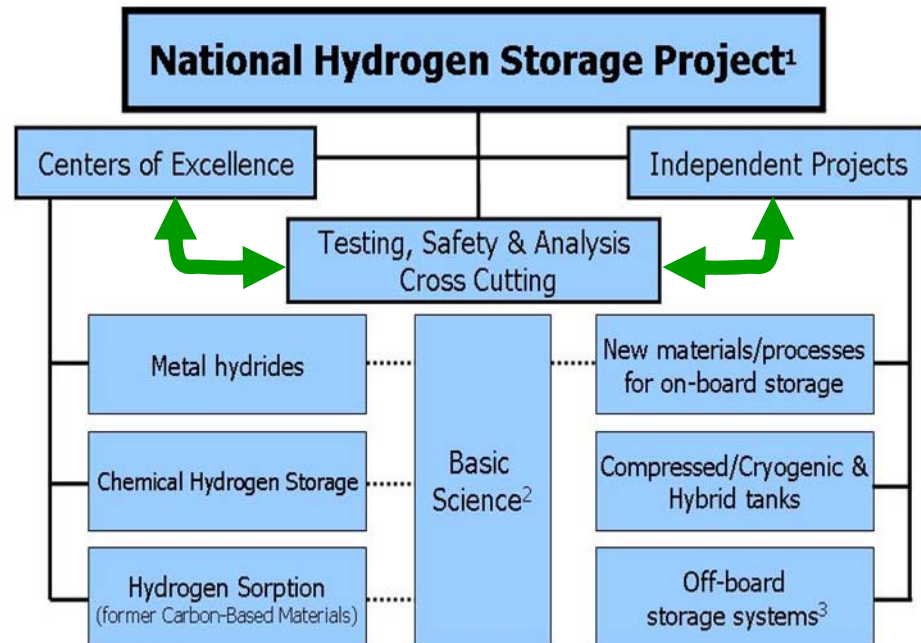 National Hydrogen Storage Project¹
Centers of Excellence
Independent Projects
Testing, Safety & Analysis
Cross Cutting
Metal hydrides
New materials/processes
for on-board storage
Chemical Hydrogen Storage
Basic
Science²
Compressed/Cryogenic &
Hybrid tanks
Hydrogen Sorption
(former Carbon-Based Materials)
Off-board
storage systems³